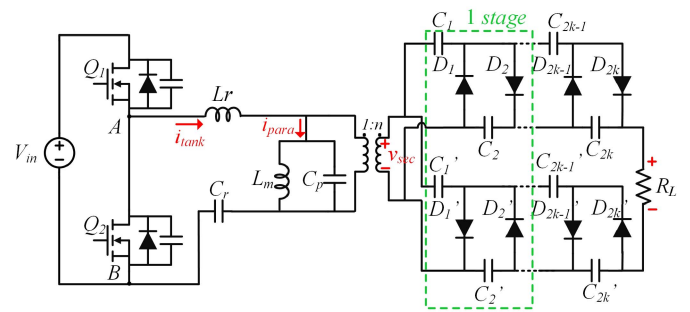 C1 1 stage C2k-1
Q1 D1 D2 D2k-1 D2k
Lr
A itank ipara 1:n
C2 C2k
Vin + - Lm Cp + vsec - C1' C2k-1' + RL -
Cr
Q2 D1' D2' D2k-1' D2k'
B
C2' C2k'